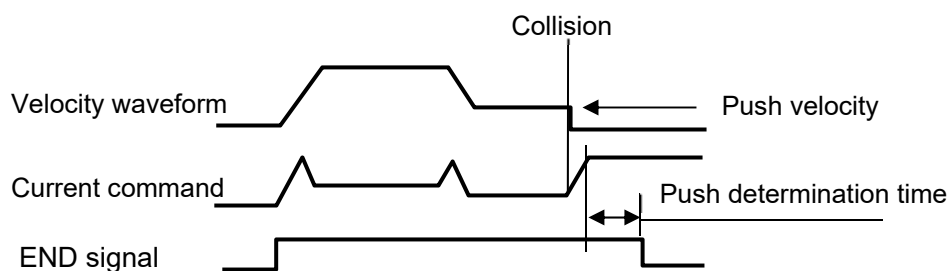 Collision
Velocity waveform
Push velocity
Current command
Push determination time
END signal